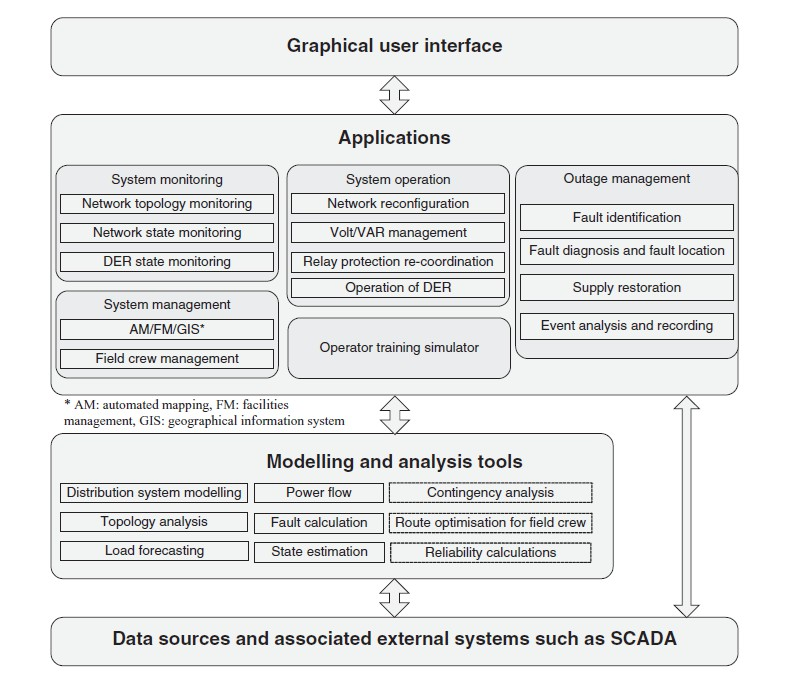 Graphical user interface
Applications
System monitoring
Network topology monitoring
Network state monitoring
DER state monitoring
System management
AM/FM/GIS*
Field crew management
System operation
Network reconfiguration
Volt/VAR management
Relay protection re-coordination
Operation of DER
Operator training simulator
Outage management
Fault identification
Fault diagnosis and fault location
Supply restoration
Event analysis and recording
* AM: automated mapping, FM: facilities
management, GIS: geographical information system
Modelling and analysis tools
Distribution system modelling
Power flow
Contingency analysis
Topology analysis
Fault calculation
Route optimisation for field crew
Load forecasting
State estimation
Reliability calculations
Data sources and associated external systems such as SCADA